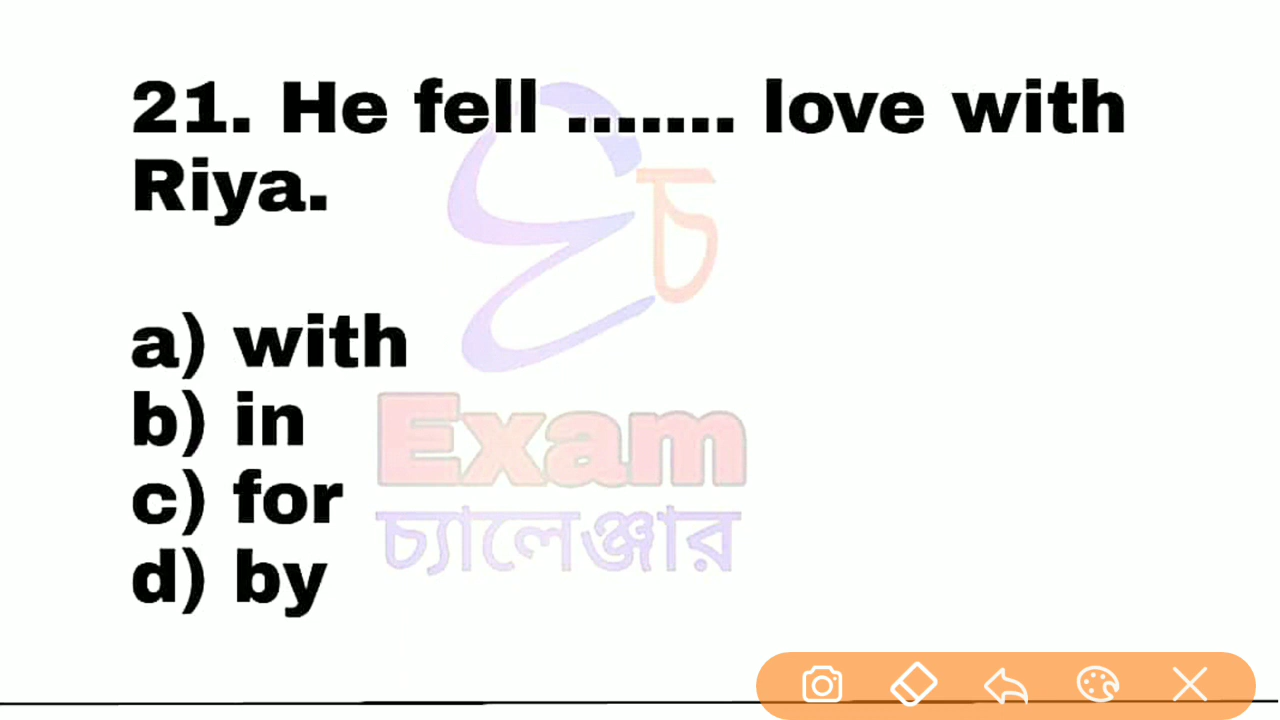 21. He fell ....... love with
Riya.
a) with
b) in
c) for
d) by
চ
Exam
চ্যালেঞ্জার